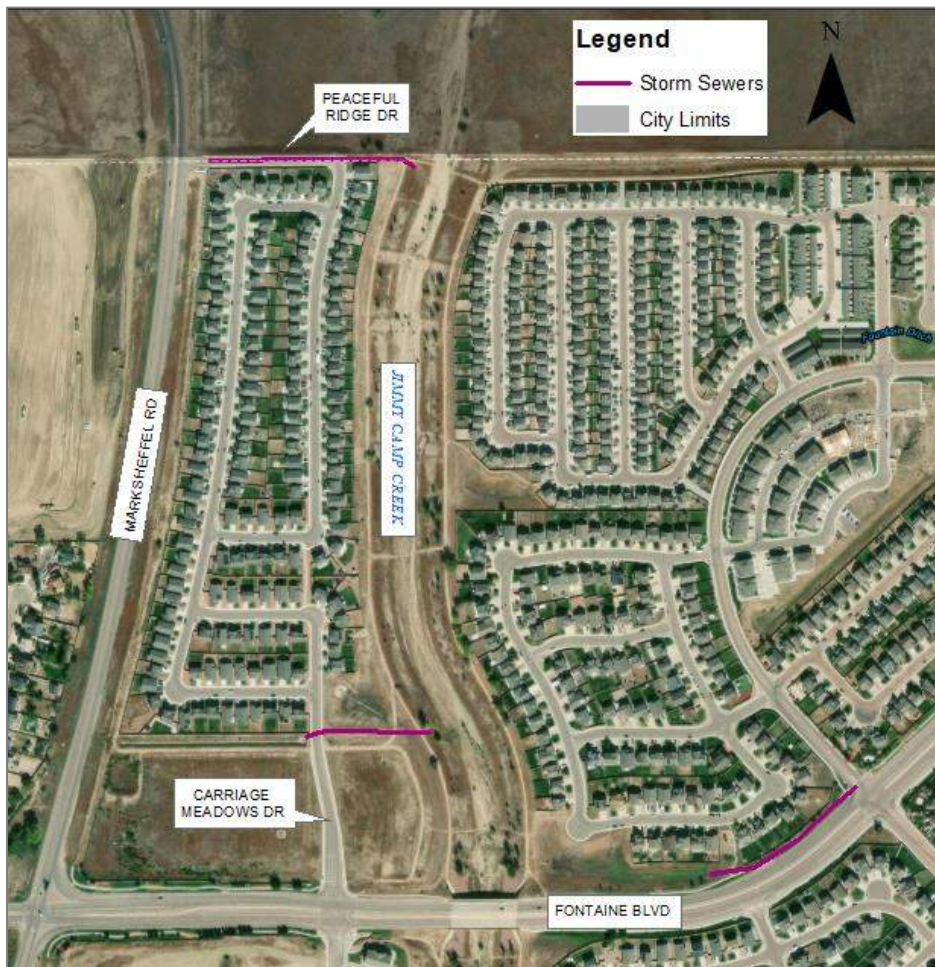 Legend
Storm Sewers
City Limits
N
PEACEFUL
RIDGE DR
Fountain Ditch
JIMMY CAMP CREEK
MARKSHEFFEL RD
CARRIAGE
MEADOWS DR
FONTAINE BLVD